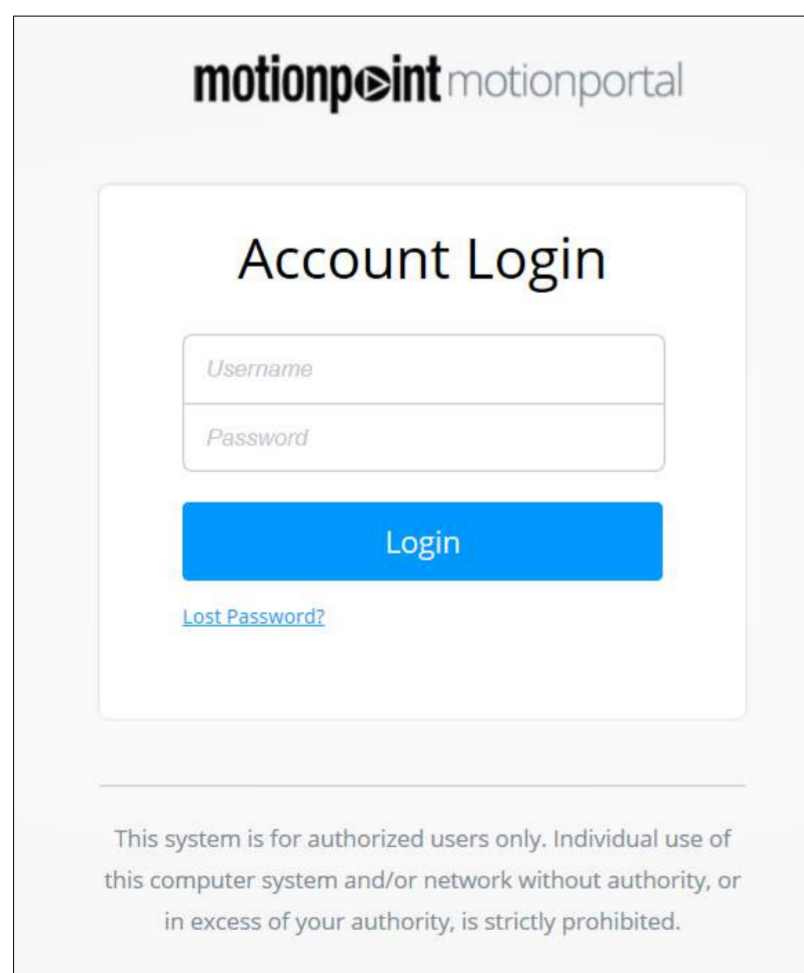 motionpoint motionportal
Account Login
Username
Password
Login
Lost Password?
This system is for authorized users only. Individual use of
this computer system and/or network without authority, or
in excess of your authority, is strictly prohibited.